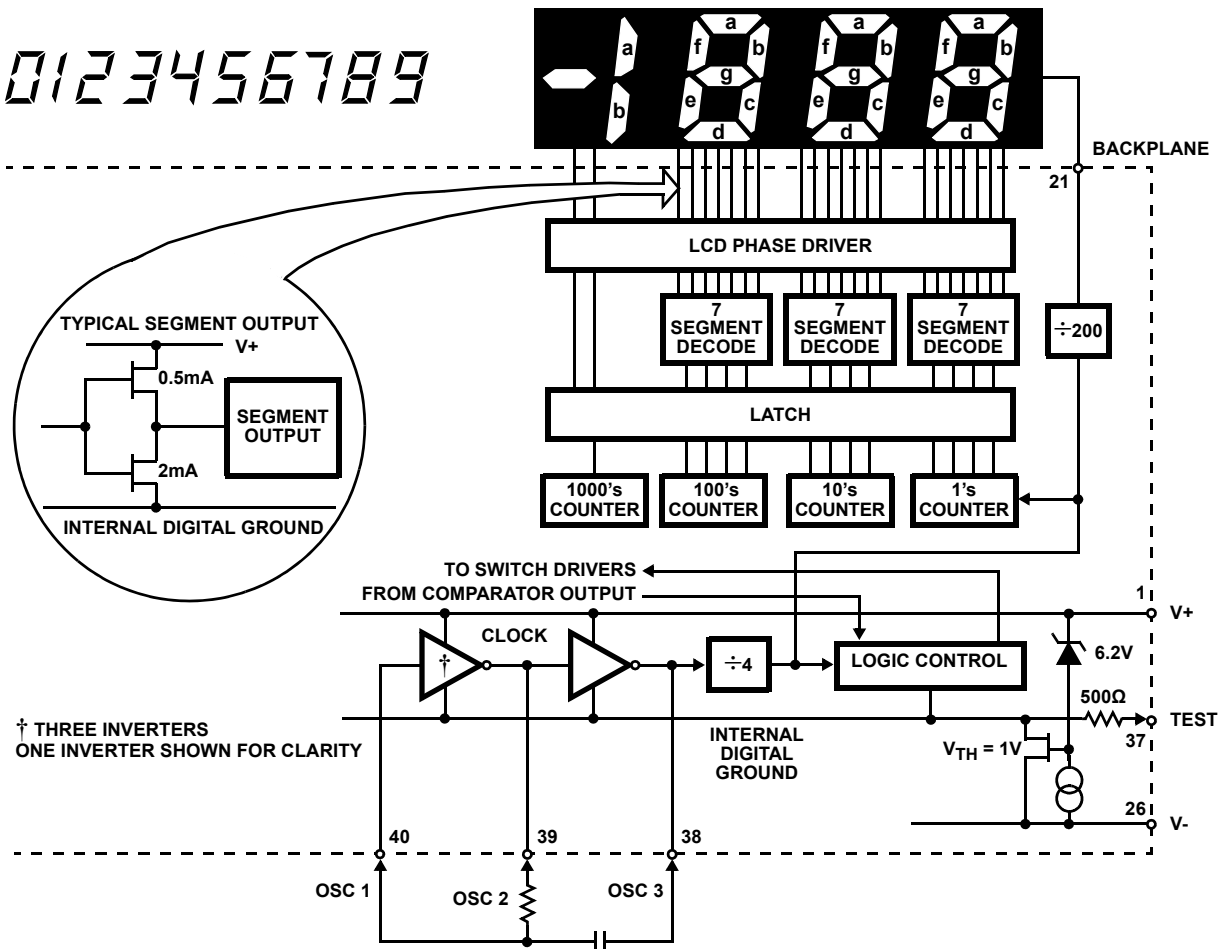 0123456789
a
b
a
f
b
g
e
c
d
a
f
b
g
e
c
d
a
f
b
g
e
c
d
BACKPLANE
21
LCD PHASE DRIVER
7
SEGMENT
DECODE
7
SEGMENT
DECODE
7
SEGMENT
DECODE
÷200
LATCH
1000's
COUNTER
100's
COUNTER
10's
COUNTER
1's
COUNTER
TYPICAL SEGMENT OUTPUT
V+
0.5mA
SEGMENT
OUTPUT
2mA
INTERNAL DIGITAL GROUND
TO SWITCH DRIVERS
FROM COMPARATOR OUTPUT
1
V+
CLOCK
†
÷4
LOGIC CONTROL
6.2V
500Ω
TEST
37
† THREE INVERTERS
ONE INVERTER SHOWN FOR CLARITY
INTERNAL
DIGITAL
GROUND
VTH = 1V
26
V-
40
39
38
OSC 1
OSC 2
OSC 3